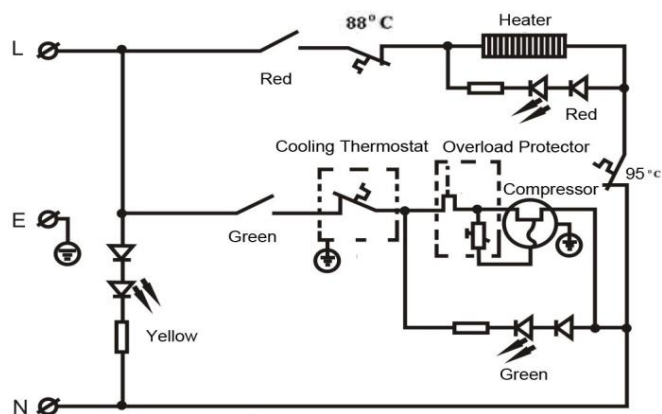 88°C
Heater
L
Red
Red
Cooling Thermostat
Overload Protector
95°C
Compressor
E
Green
Yellow
Green
N